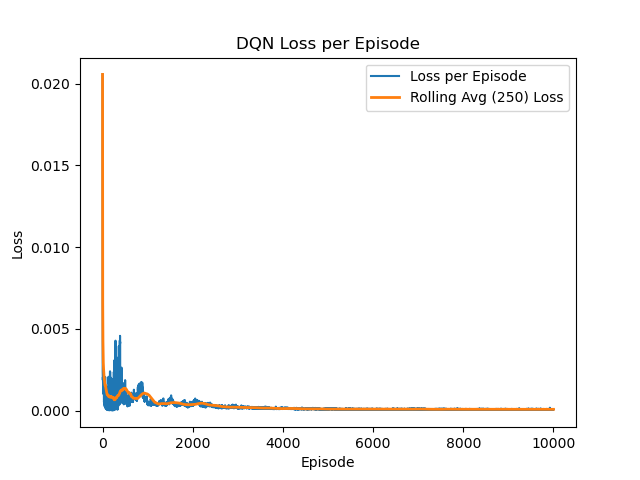 DQN Loss per Episode
Loss per Episode
Rolling Avg (250) Loss
0.020
0.015
0.010
0.005
0.000
Loss
0 2000 4000 6000 8000 10000
Episode